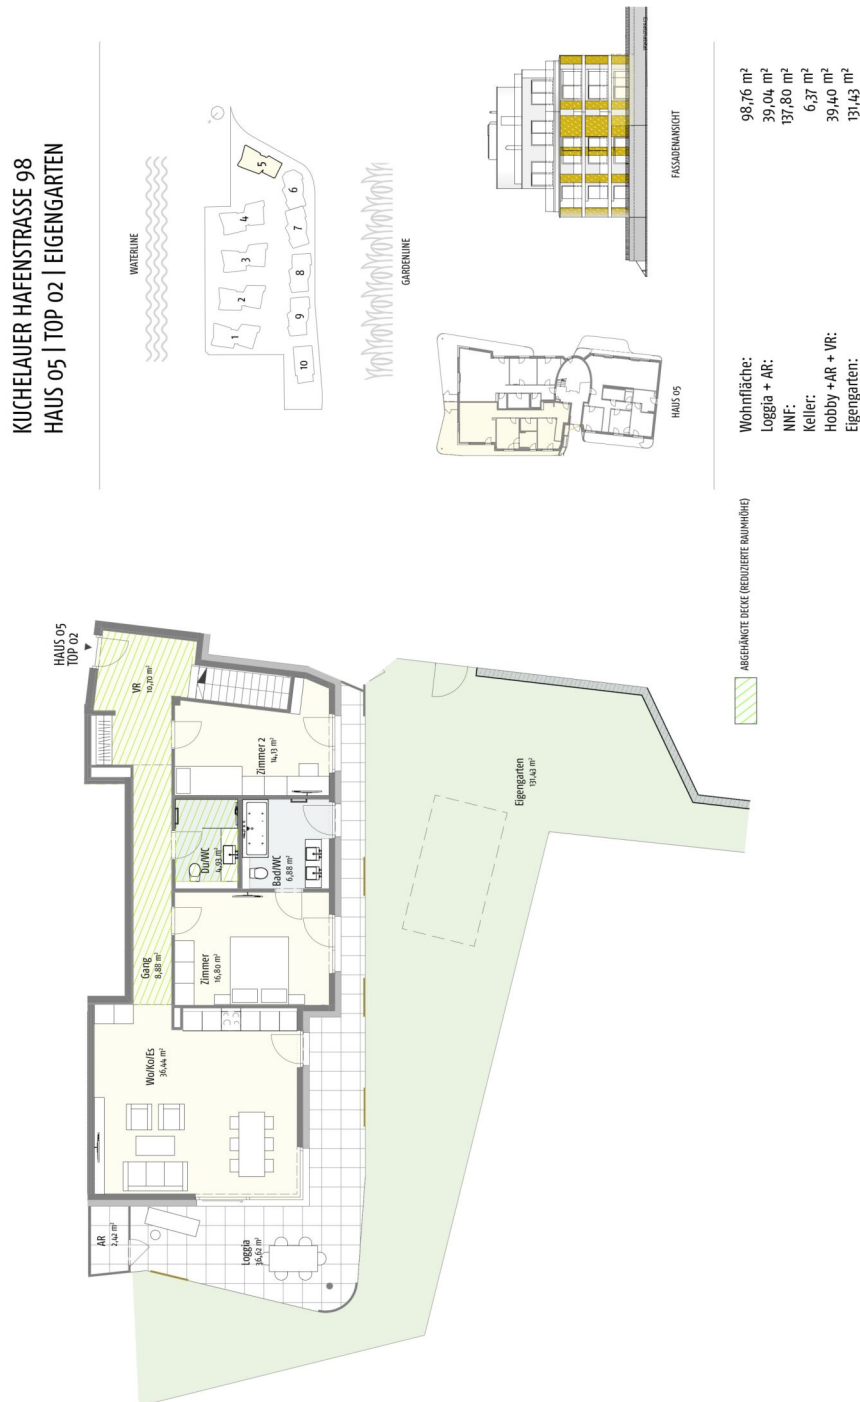 KUCHELAUER HAFENSTRASSE 98
HAUS 05 | TOP 02 | EIGENGARTEN
WATERLINE
1
2
3
4
5
6
7
8
9
10
GARDENLINE
HAUS 05
FASSADENANSICHT
Wohnfläche: 98,76 m²
Loggia + AR: 39,04 m²
NNF: 137,80 m²
Keller: 6,37 m²
Hobby +AR + VR: 39,40 m²
Eigengarten: 131,43 m²
HAUS 05
TOP 02
VR
10,70 m²
Zimmer 2
14,13 m²
Du/WC
4,93 m²
Bad/WC
6,88 m²
Gang
8,88 m²
Zimmer
16,80 m²
Wo/Ko/Es
36,44 m²
AR
2,42 m²
Loggia
36,62 m²
Eigengarten
131,43 m²
ABGEHÄNGTE DECKE (REDUZIERTE RAUMHÖHE)